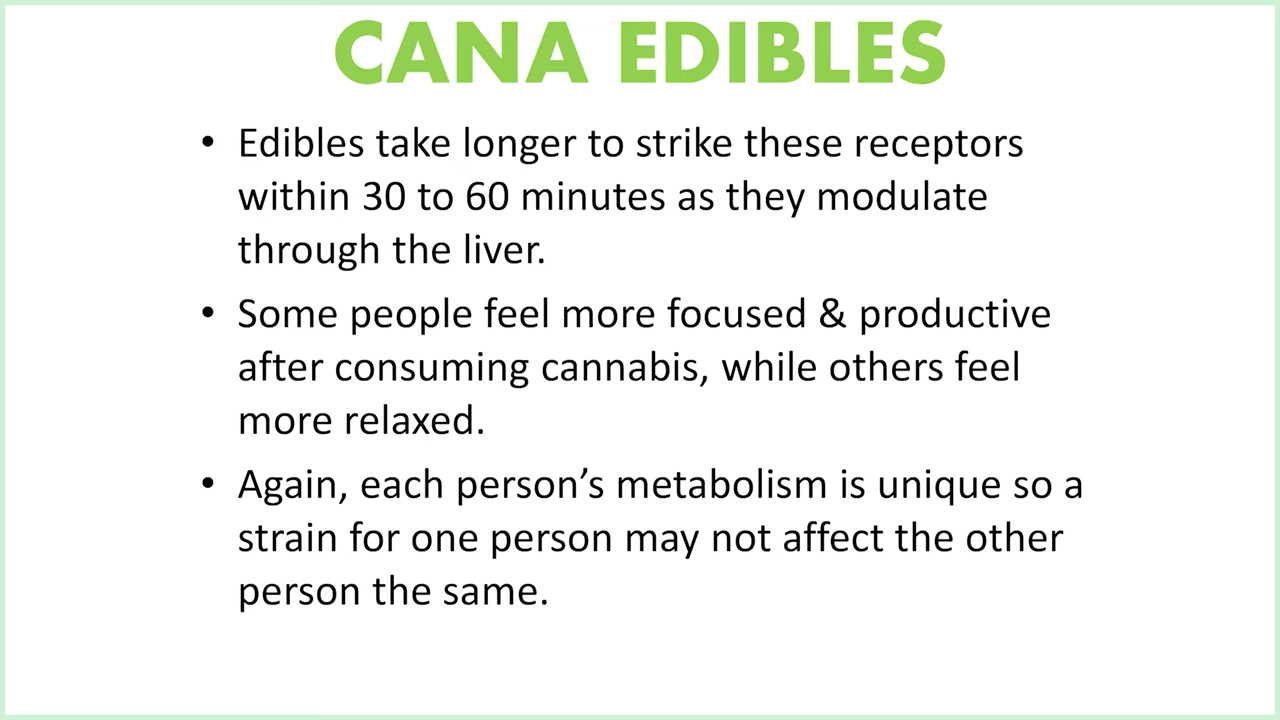 CANA EDIBLES
• Edibles take longer to strike these receptors
within 30 to 60 minutes as they modulate
through the liver.
• Some people feel more focused & productive
after consuming cannabis, while others feel
more relaxed.
• Again, each person’s metabolism is unique so a
strain for one person may not affect the other
person the same.